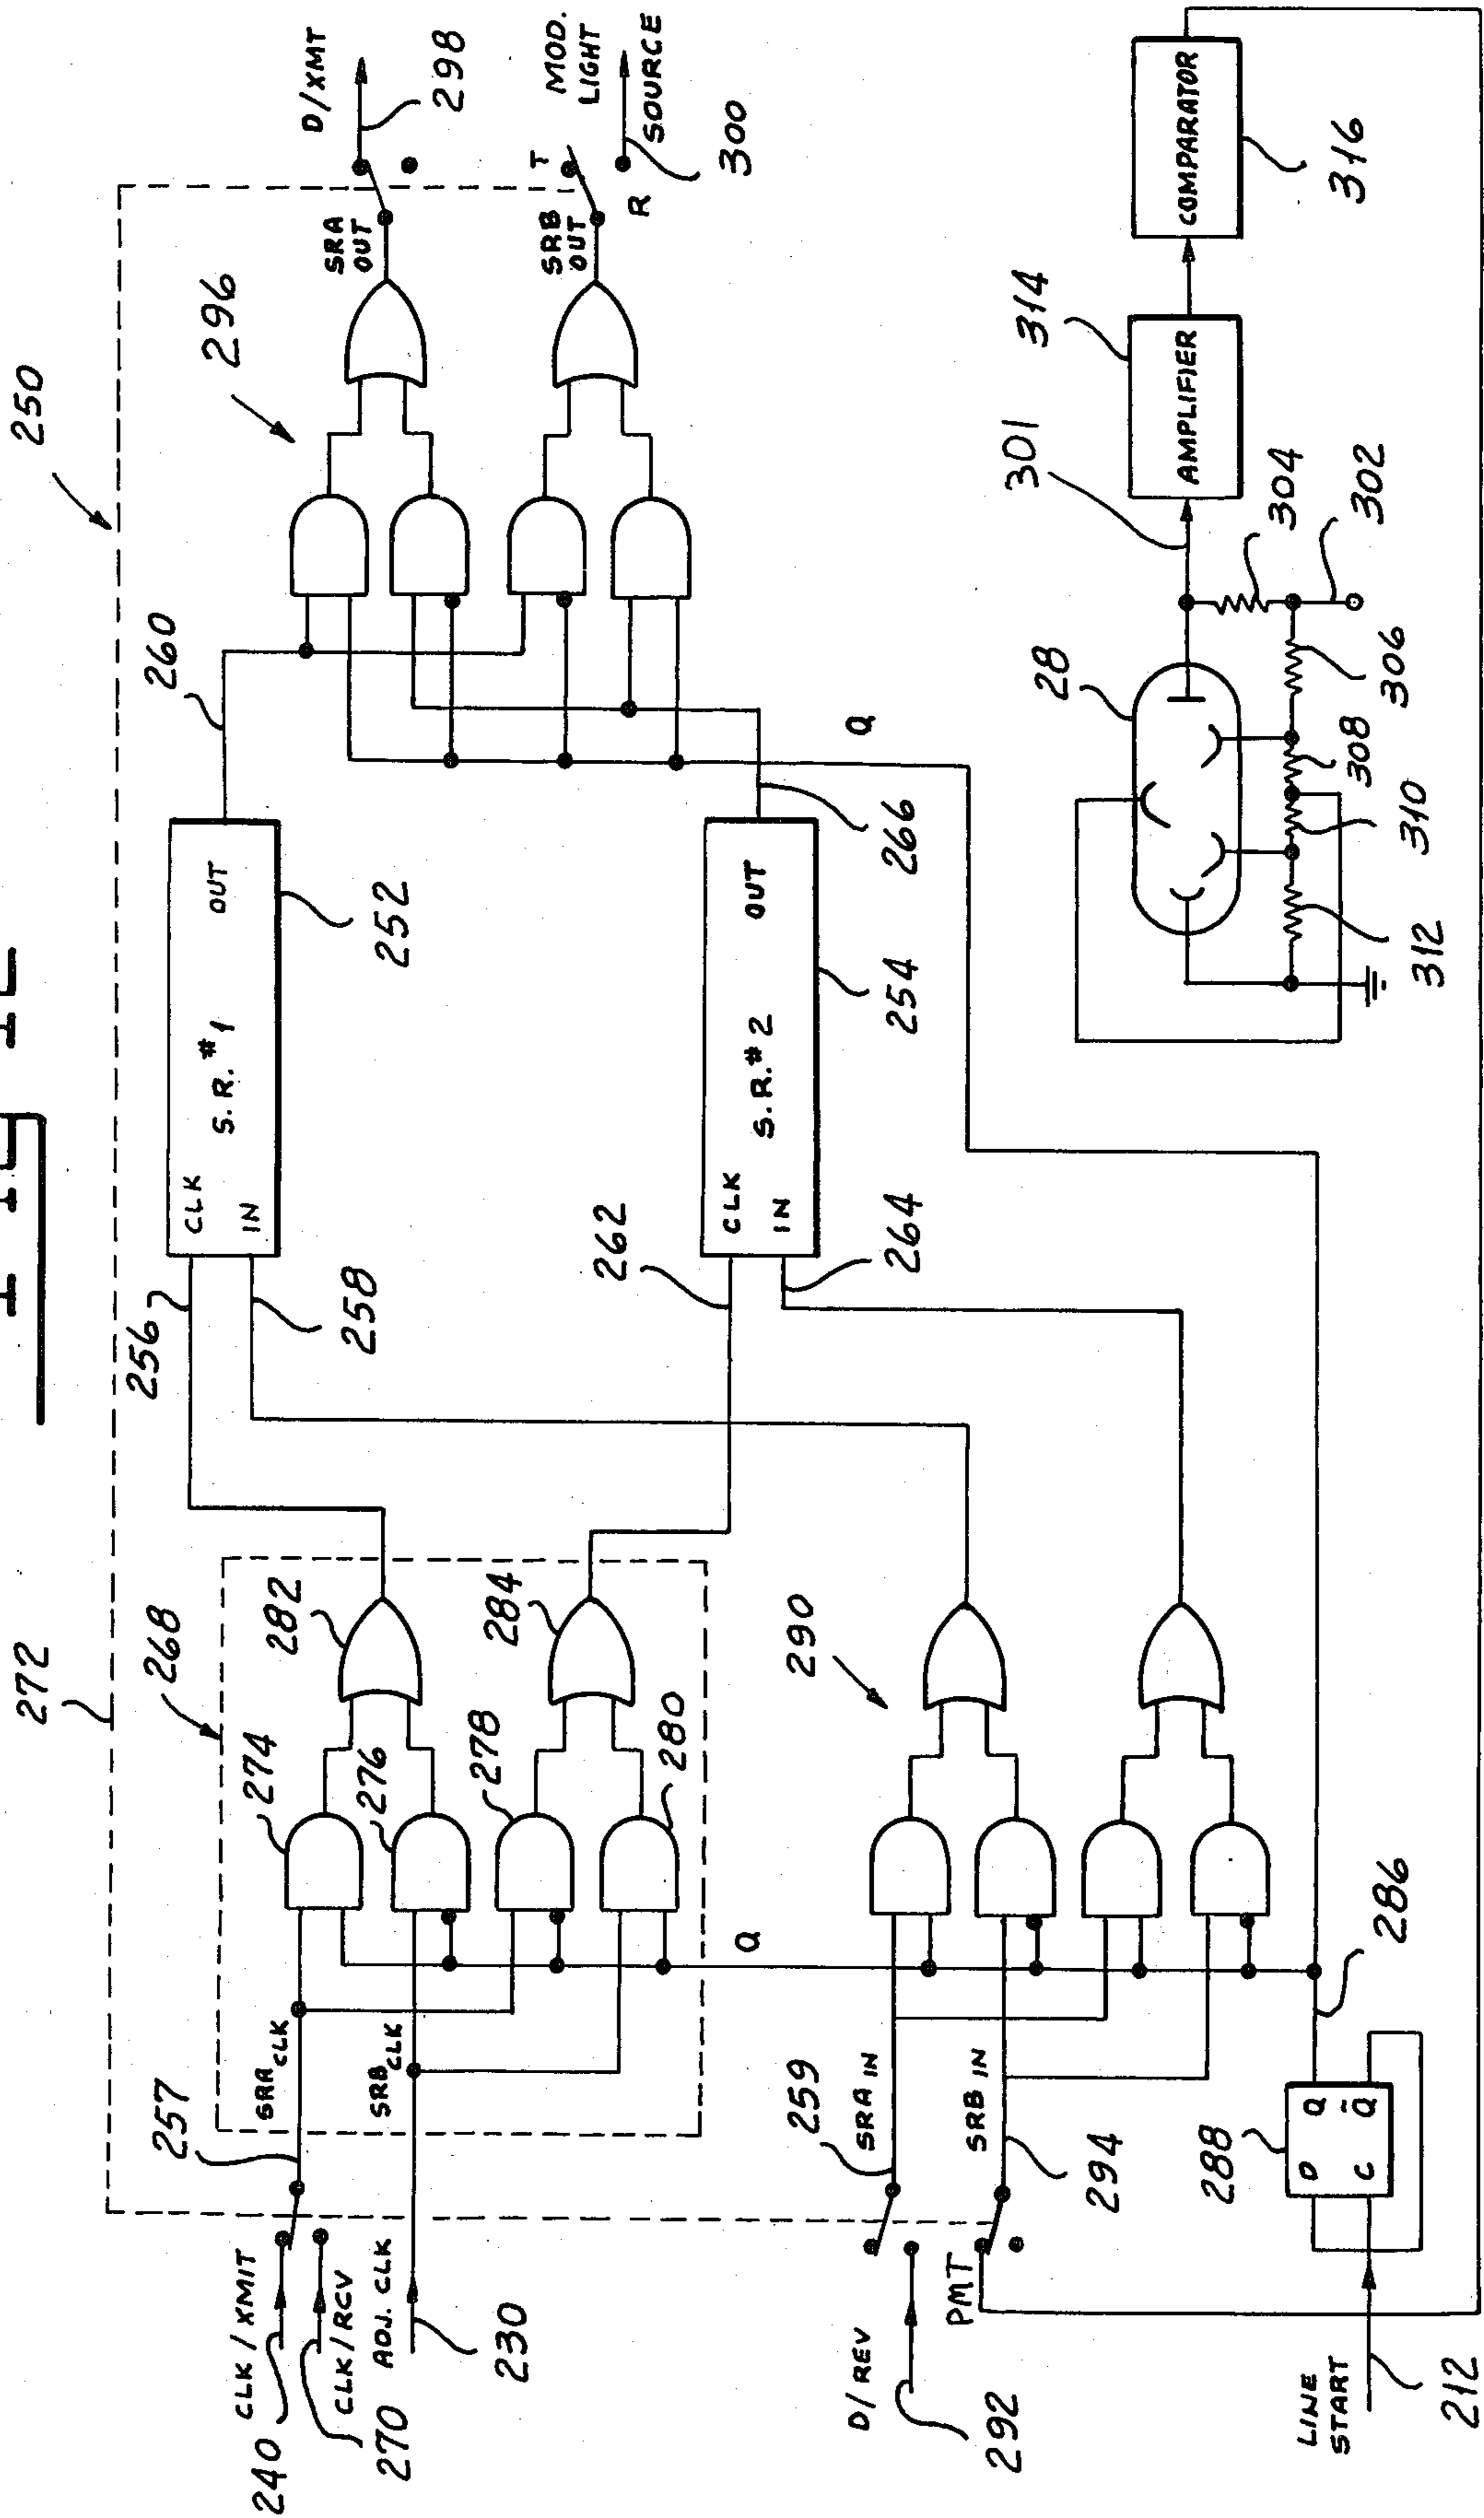 250
272
268
274
282
276
278
284
280
256
258
260
296
CLK
IN
S.R. #1
OUT
252
262
264
CLK
IN
S.R.#2
OUT
254
266
SRA
OUT
SRB
OUT
T
R
D/XMT
298
MOD.
LIGHT
SOURCE
300
240
CLK/XMIT
270
CLK/RCV
ADJ. CLK
230
257
SRA CLK
SRB CLK
Q
Q
290
259
SRA IN
SRB IN
294
D/REV
292
PMT
LINE
START
212
288
D
Q
C
Q̃
286
28
301
304
302
306
308
310
312
314
AMPLIFIER
COMPARATOR
316